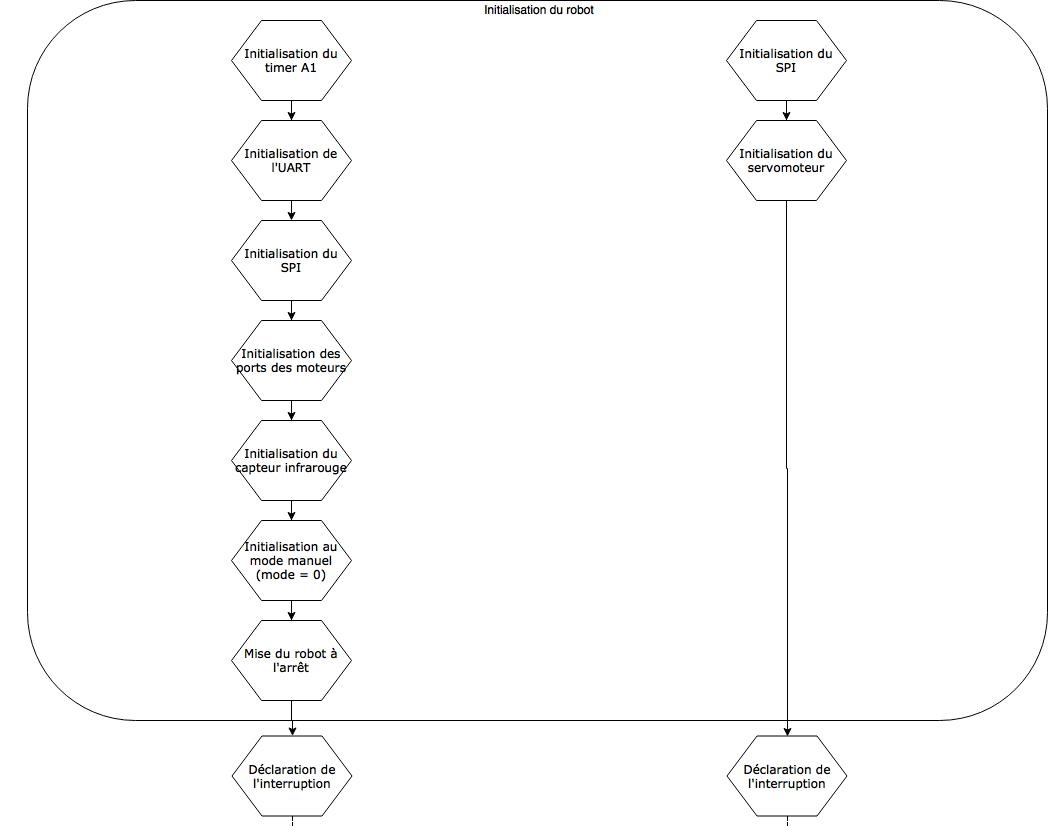 Initialisation du robot
Initialisation du
timer A1
Initialisation de
l'UART
Initialisation du
SPI
Initialisation des
ports des moteurs
Initialisation du
capteur infrarouge
Initialisation au
mode manuel
(mode = 0)
Mise du robot à
l'arrêt
Déclaration de
l'interruption
Initialisation du
SPI
Initialisation du
servomoteur
Déclaration de
l'interruption